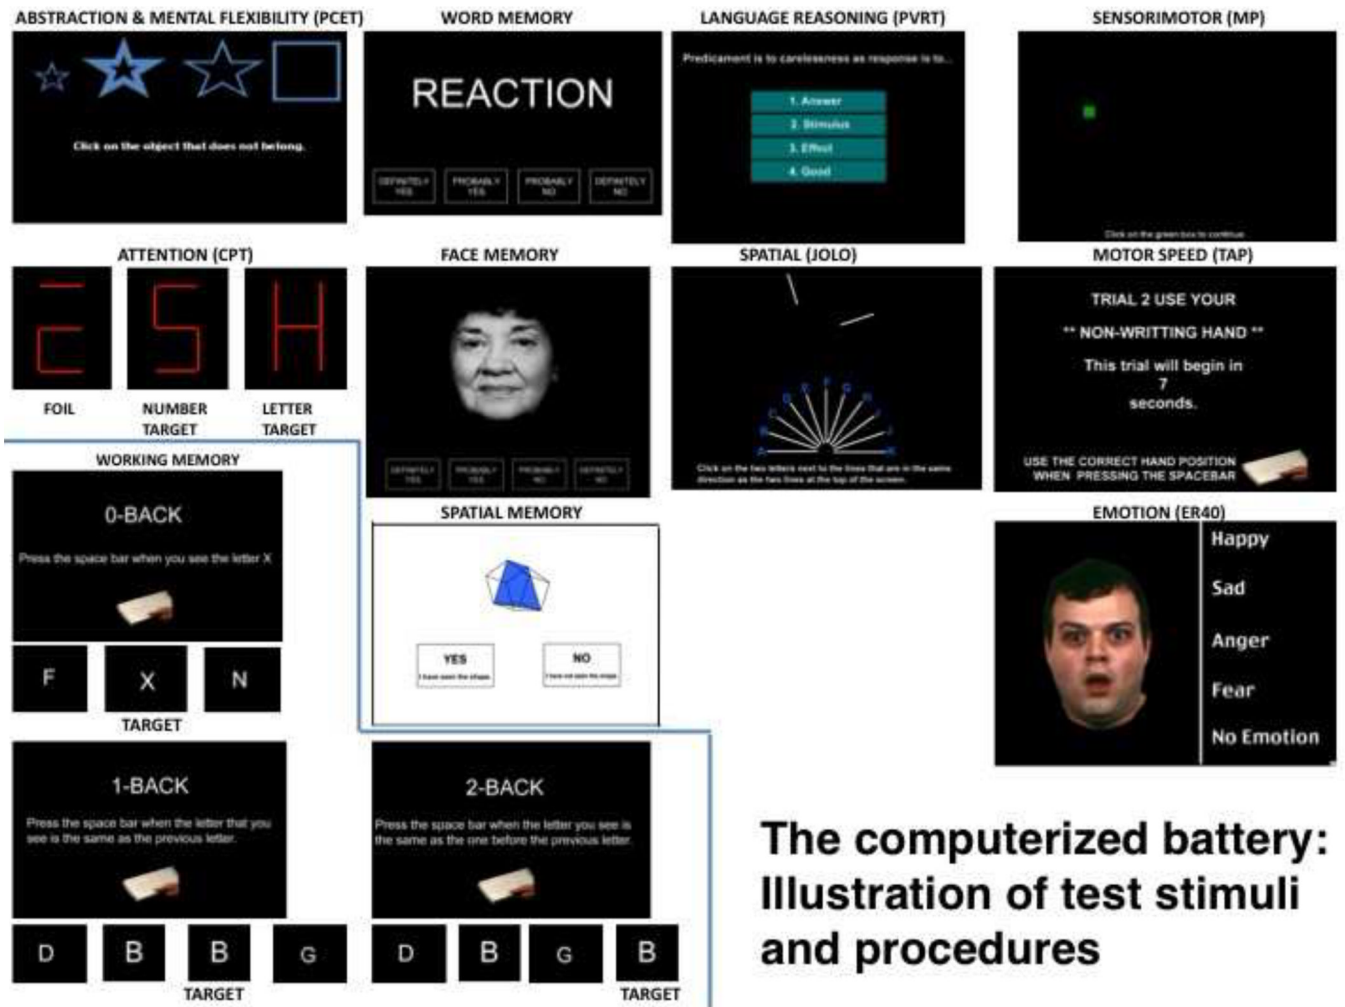 ABSTRACTION & MENTAL FLEXIBILITY (PCET)
Click on the object that does not belong.
WORD MEMORY
REACTION
DEFINITELY YES
PROBABLY YES
PROBABLY NO
DEFINITELY NO
LANGUAGE REASONING (PVRT)
Predicament is to carelessness as response is to...
1. Answer
2. Stimulus
3. Effect
4. Good
SENSORIMOTOR (MP)
Click on the green box to continue
ATTENTION (CPT)
5
H
FOIL
NUMBER
TARGET
LETTER
TARGET
FACE MEMORY
DEFINITELY YES
PROBABLY YES
PROBABLY NO
DEFINITELY NO
SPATIAL (JOLO)
A B C D E F G H I J K
Click on the two letters next to the lines that are in the same
direction as the two lines at the top of the screen.
MOTOR SPEED (TAP)
TRIAL 2 USE YOUR
** NON-WRITTING HAND **
This trial will begin in
7
seconds.
USE THE CORRECT HAND POSITION
WHEN PRESSING THE SPACEBAR
WORKING MEMORY
0-BACK
Press the space bar when you see the letter X
F
X
N
TARGET
SPATIAL MEMORY
YES
I have seen the shape.
NO
I have not seen the shape.
EMOTION (ER40)
Happy
Sad
Anger
Fear
No Emotion
1-BACK
Press the space bar when the letter that you
see is the same as the previous letter.
D
B
B
G
TARGET
2-BACK
Press the space bar when the letter you see is
the same as the one before the previous letter.
D
B
G
B
TARGET
The computerized battery:
Illustration of test stimuli
and procedures